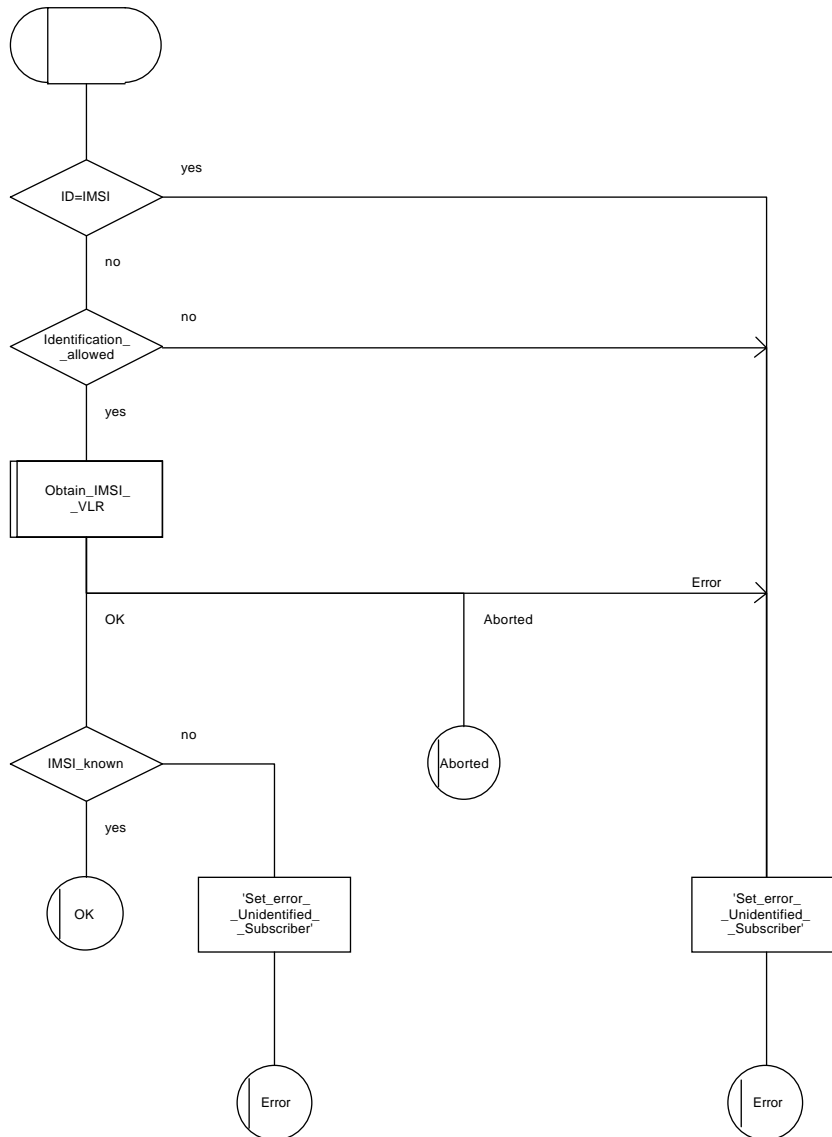 yes
ID=IMSI
no
no
Identification_
_allowed
yes
Obtain_IMSI_
_VLR
Error
OK
Aborted
no
IMSI_known
Aborted
yes
OK
'Set_error_
_Unidentified_
_Subscriber'
'Set_error_
_Unidentified_
_Subscriber'
Error
Error